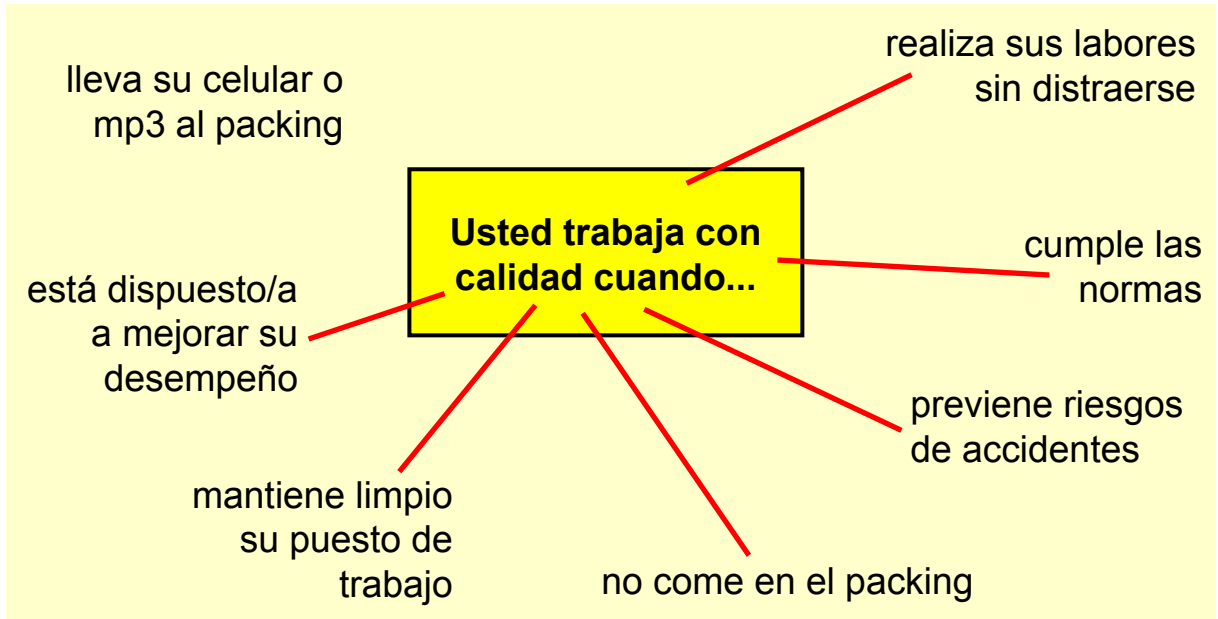 lleva su celular o
mp3 al packing
realiza sus labores
sin distraerse
Usted trabaja con
calidad cuando...
cumple las
normas
está dispuesto/a
a mejorar su
desempeño
previene riesgos
de accidentes
mantiene limpio
su puesto de
trabajo
no come en el packing